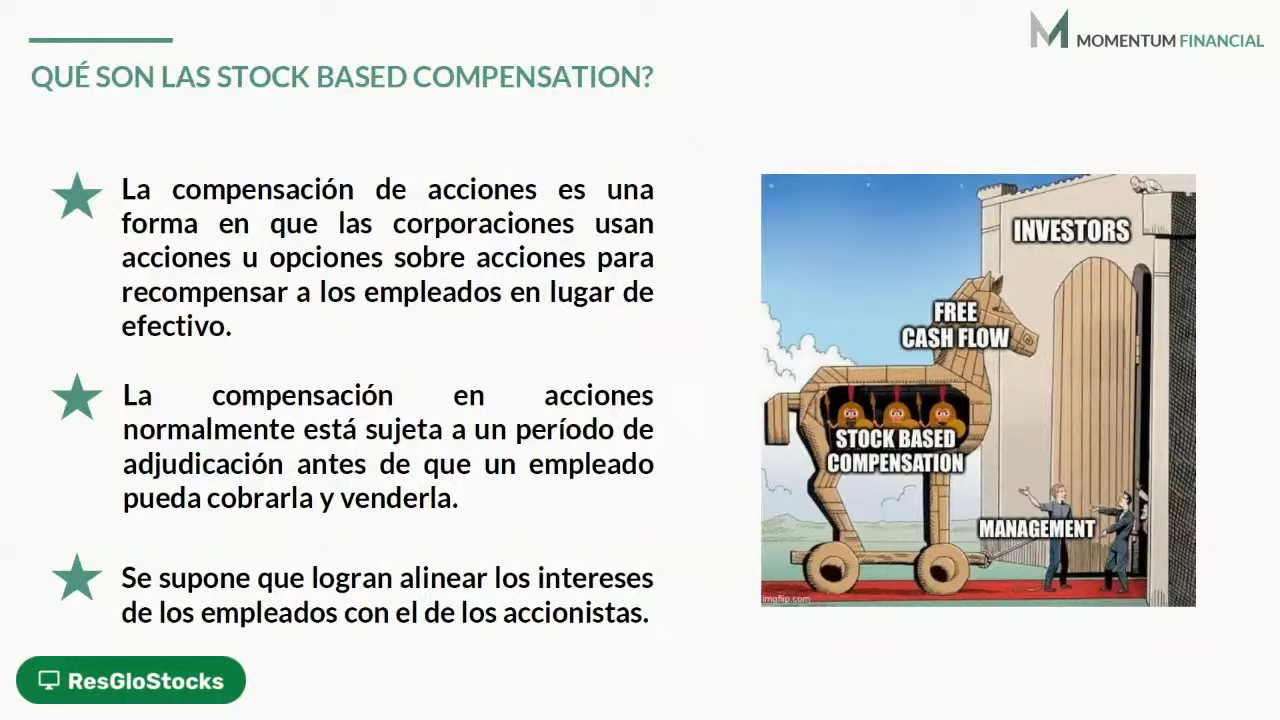 MOMENTUM FINANCIAL
QUÉ SON LAS STOCK BASED COMPENSATION?
La compensación de acciones es una
forma en que las corporaciones usan
acciones u opciones sobre acciones para
recompensar a los empleados en lugar de
efectivo.
La compensación en acciones
normalmente está sujeta a un período de
adjudicación antes de que un empleado
pueda cobrarla y venderla.
Se supone que logran alinear los intereses
de los empleados con el de los accionistas.
INVESTORS
FREE
CASH FLOW
STOCK BASED
COMPENSATION
MANAGEMENT
imgflip.com
ResGloStocks